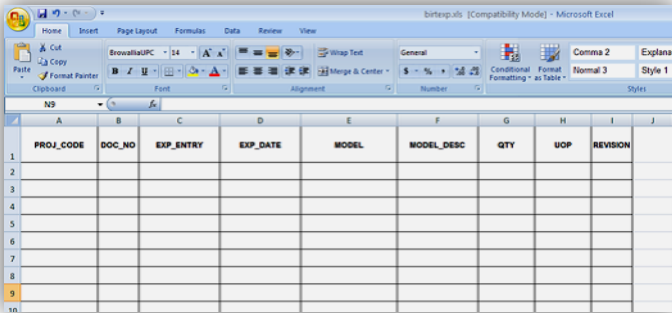 birtexp.xls [Compatibility Mode] - Microsoft Excel
Home Insert Page Layout Formulas Data Review View
Cut
Copy
Format Painter
Paste
Clipboard
BrowalliaUPC 14 A A
B I U A
Font
Wrap Text
Merge & Center
Alignment
General
$ % ,
Number
Conditional Formatting
Format as Table
Comma 2 Explana
Normal 3 Style 1
Styles
N9 fx
A B C D E F G H I J
1 PROJ_CODE DOC_NO EXP_ENTRY EXP_DATE MODEL MODEL_DESC QTY UOP REVISION
2
3
4
5
6
7
8
9
10